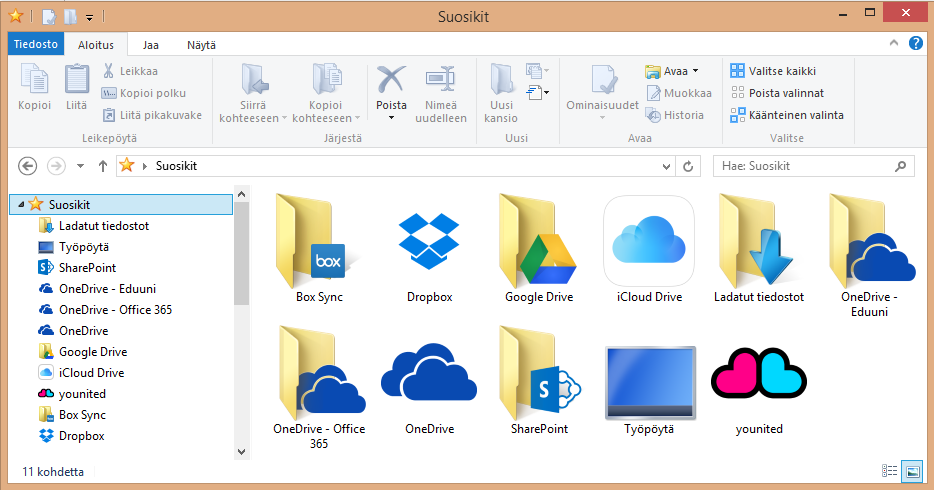 Suosikit
Tiedosto
Aloitus
Jaa
Näytä
Kopioi
Liitä
Leikkaa
Kopioi polku
Liitä pikakuvake
Leikepöytä
Siirrä
kohteeseen
Kopioi
kohteeseen
Poista
Nimeä
uudelleen
Järjestä
Uusi
kansio
Uusi
Ominaisuudet
Avaa
Muokkaa
Historia
Avaa
Valitse kaikki
Poista valinnat
Käänteinen valinta
Valitse
Suosikit
Hae: Suosikit
Suosikit
Ladatut tiedostot
Työpöytä
SharePoint
OneDrive - Eduuni
OneDrive - Office 365
OneDrive
Google Drive
iCloud Drive
younited
Box Sync
Dropbox
box
Box Sync
Dropbox
Google Drive
iCloud Drive
Ladatut tiedostot
OneDrive -
Eduuni
OneDrive - Office
365
OneDrive
S
SharePoint
Työpöytä
younited
11 kohdetta